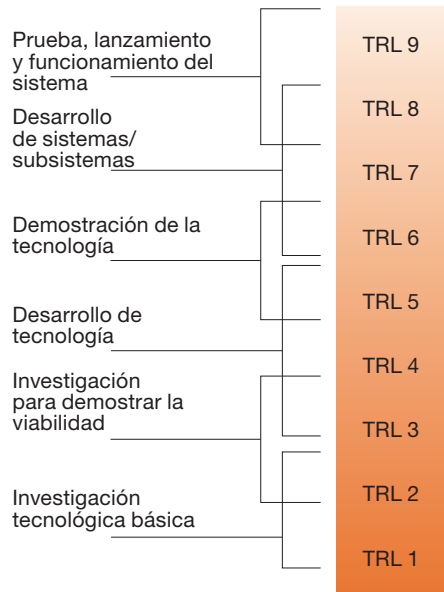 Prueba, lanzamiento
y funcionamiento del
sistema
Desarrollo
de sistemas/
subsistemas
Demostración de la
tecnología
Desarrollo de
tecnología
Investigación
para demostrar la
viabilidad
Investigación
tecnológica básica
TRL 9
TRL 8
TRL 7
TRL 6
TRL 5
TRL 4
TRL 3
TRL 2
TRL 1